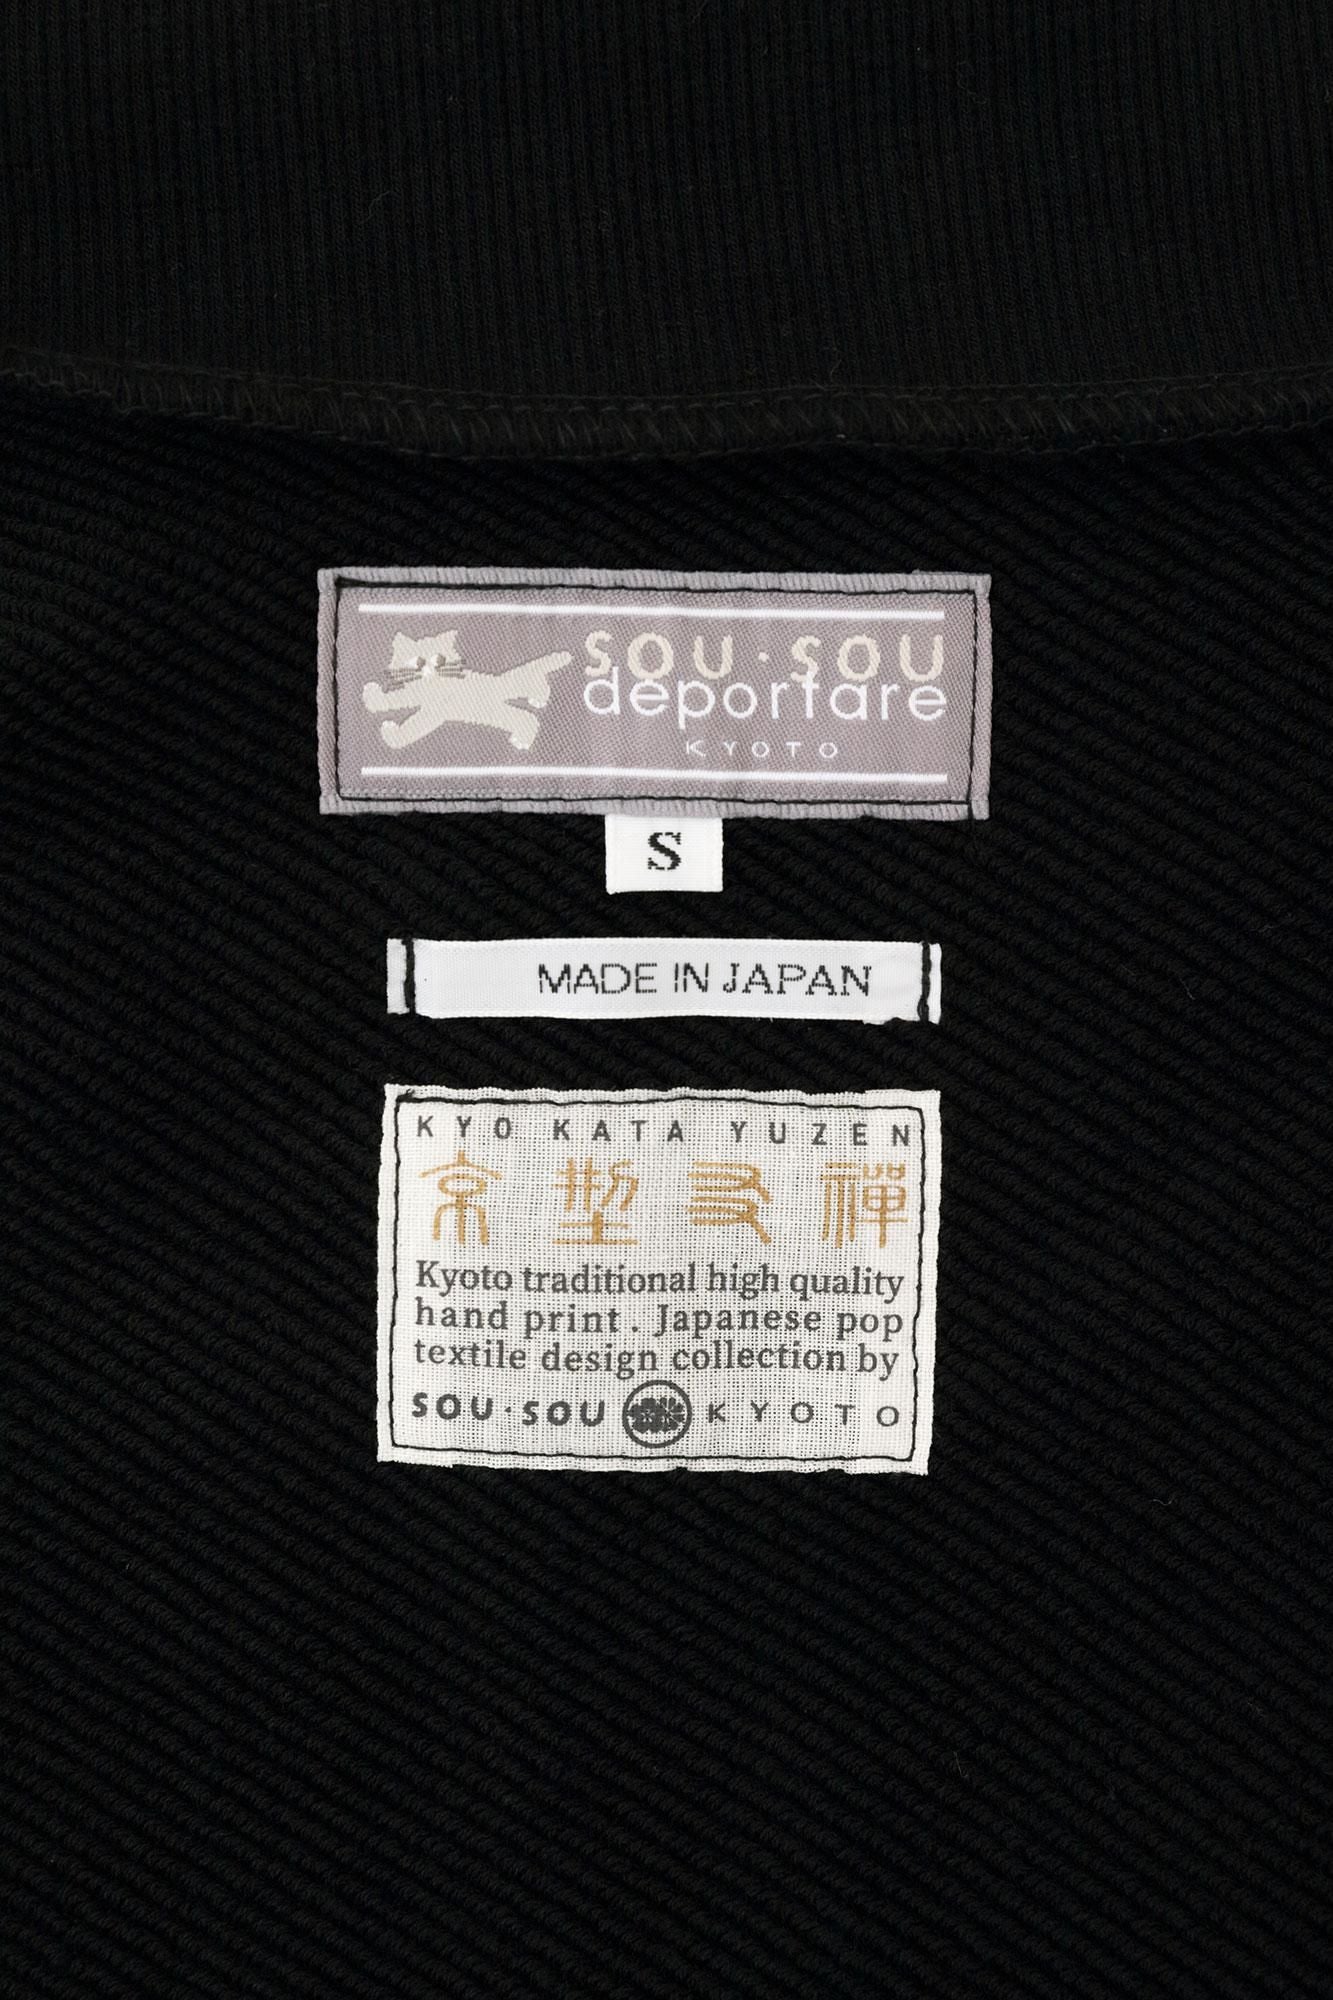 SOU・SOU
deportare
KYOTO
S
MADE IN JAPAN
KYO KATA YUZEN
京型友禅
Kyoto traditional high quality
hand print. Japanese pop
textile design collection by
SOU・SOU KYOTO